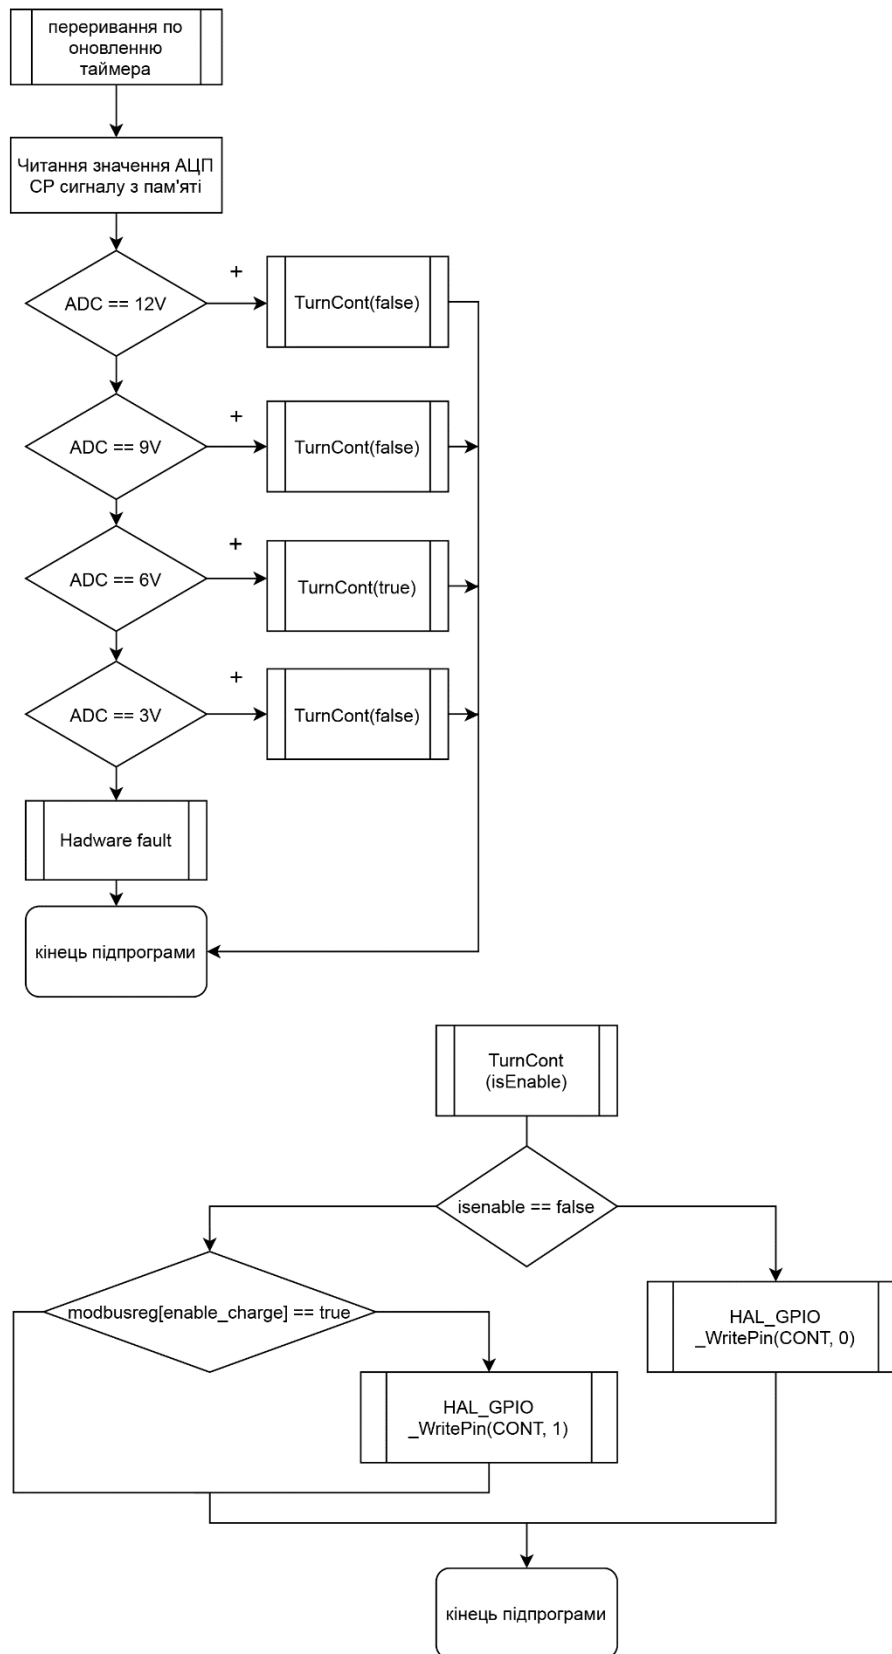 переривання по
оновленню
таймера
Читання значення АЦП
CP сигналу з пам'яті
+
ADC == 12V
TurnCont(false)
+
ADC == 9V
TurnCont(false)
+
ADC == 6V
TurnCont(true)
+
ADC == 3V
TurnCont(false)
Hadware fault
кінець підпрограми
TurnCont
(isEnable)
isenable == false
modbusreg[enable_charge] == true
HAL_GPIO
_WritePin(CONT, 0)
HAL_GPIO
_WritePin(CONT, 1)
кінець підпрограми